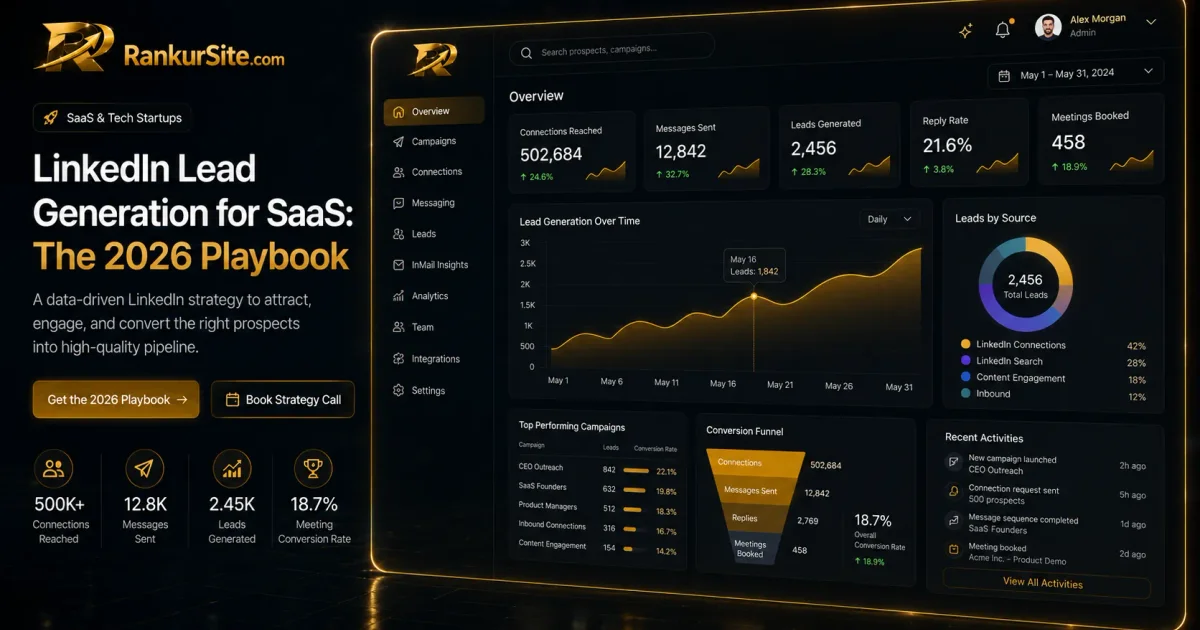 RankurSite.com
SaaS & Tech Startups
LinkedIn Lead
Generation for SaaS:
The 2026 Playbook
A data-driven LinkedIn strategy to attract,
engage, and convert the right prospects
into high-quality pipeline.
Get the 2026 Playbook →
Book Strategy Call
500K+
Connections
Reached
12.8K
Messages
Sent
2.45K
Leads
Generated
18.7%
Meeting
Conversion Rate
Overview
Campaigns
Connections
Messaging
Leads
InMail Insights
Analytics
Team
Integrations
Settings
Search prospects, campaigns...
Alex Morgan
Admin
May 1 – May 31, 2024
Overview
Connections Reached
502,684
↑ 24.6%
Messages Sent
12,842
↑ 32.7%
Leads Generated
2,456
↑ 28.3%
Reply Rate
21.6%
↑ 3.8%
Meetings Booked
458
↑ 18.9%
Lead Generation Over Time
Daily
3K
2.5K
2K
1.5K
1K
500
0
May 16
Leads: 1,842
May 1 May 6 May 11 May 16 May 21 May 26 May 31
Leads by Source
2,456
Total Leads
LinkedIn Connections 42%
LinkedIn Search 28%
Content Engagement 18%
Inbound 12%
Top Performing Campaigns
Campaign Leads Conversion Rate
CEO Outreach 842 22.1%
SaaS Founders 632 19.8%
Product Managers 512 18.3%
Inbound Connections 316 16.7%
Content Engagement 154 14.2%
Conversion Funnel
Connections 502,684
Messages Sent 12,842
Replies 2,769
Meetings
Booked 458
18.7%
Overall
Conversion Rate
↑ 18.9%
Recent Activities
New campaign launched
CEO Outreach 2h ago
Connection request sent
500 prospects 5h ago
Message sequence completed
SaaS Founders 1d ago
Meeting booked
Acme Inc. – Product Demo 2d ago
View All Activities